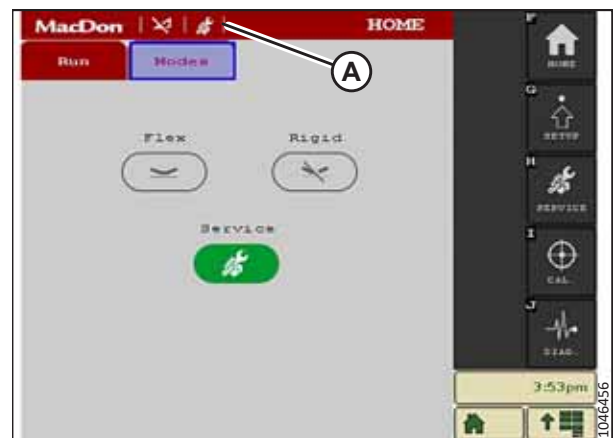 MacDon HOME
A
Run Modes
Flex Rigid
Service
F
HOME
G
SETUP
H
SERVICE
I
CAL.
J
DIAG.
3:53pm
1046456